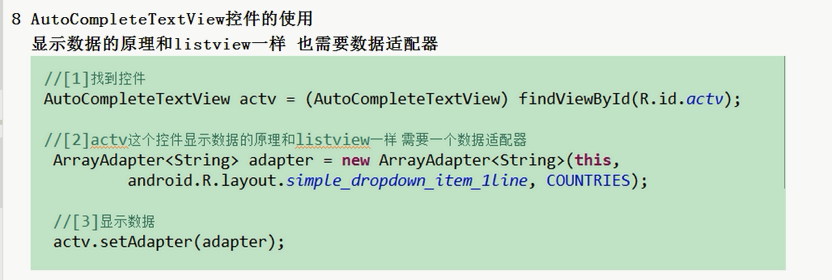 8 AutoCompleteTextView控件的使用
显示数据的原理和listview一样 也需要数据适配器
//[1]找到控件
AutoCompleteTextView actv = (AutoCompleteTextView) findViewById(R.id.actv);
//[2]actv这个控件显示数据的原理和listview一样 需要一个数据适配器
ArrayAdapter<String> adapter = new ArrayAdapter<String>(this,
android.R.layout.simple_dropdown_item_1line, COUNTRIES);
//[3]显示数据
actv.setAdapter(adapter);